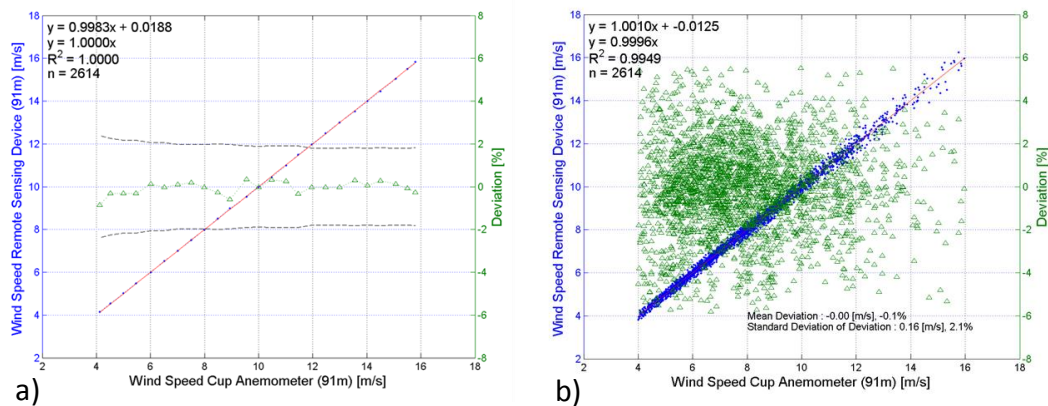 y = 0.9983x + 0.0188
y = 1.0000x
R² = 1.0000
n = 2614
16
14
12
10
8
6
4
2
Wind Speed Remote Sensing Device (91m) [m/s]
8
6
4
2
0
-2
-4
-6
-8
Deviation [%]
2
4
6
8
10
12
14
16
Wind Speed Cup Anemometer (91m) [m/s]
a)
y = 1.0010x + -0.0125
y = 0.9996x
R² = 0.9949
n = 2614
18
16
14
12
10
8
6
4
2
Wind Speed Remote Sensing Device (91m) [m/s]
8
6
4
2
0
-2
-4
-6
-8
Deviation [%]
Mean Deviation : -0.00 [m/s], -0.1%
Standard Deviation of Deviation : 0.16 [m/s], 2.1%
2
4
6
8
10
12
14
16
Wind Speed Cup Anemometer (91m) [m/s]
b)